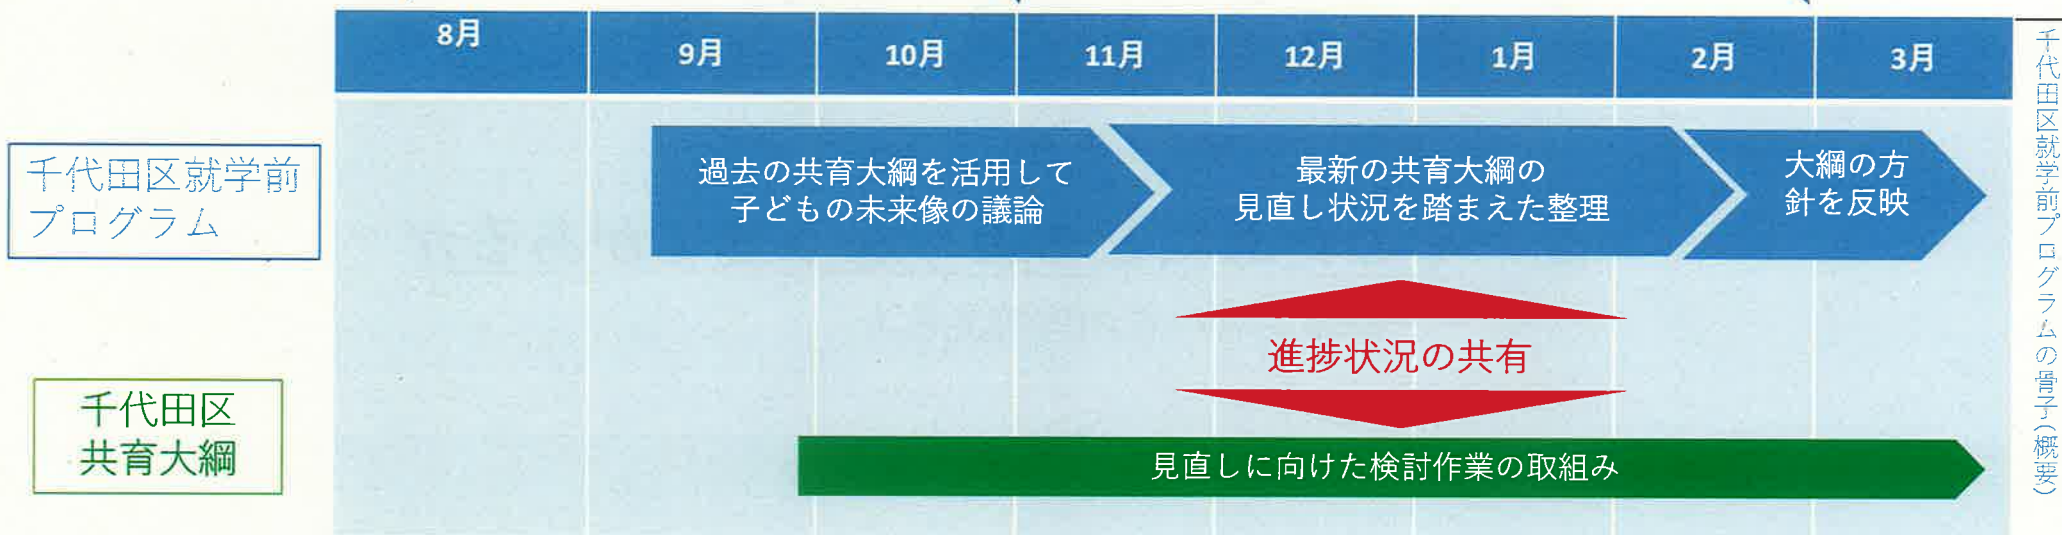 8月
9月
10月
11月
12月
1月
2月
3月
千代田区就学前
プログラム
過去の共育大綱を活用して
子どもの未来像の議論
最新の共育大綱の
見直し状況を踏まえた整理
大綱の方
針を反映
進捗状況の共有
千代田区
共育大綱
見直しに向けた検討作業の取組み
千代田区就学前プログラムの骨子(概要)